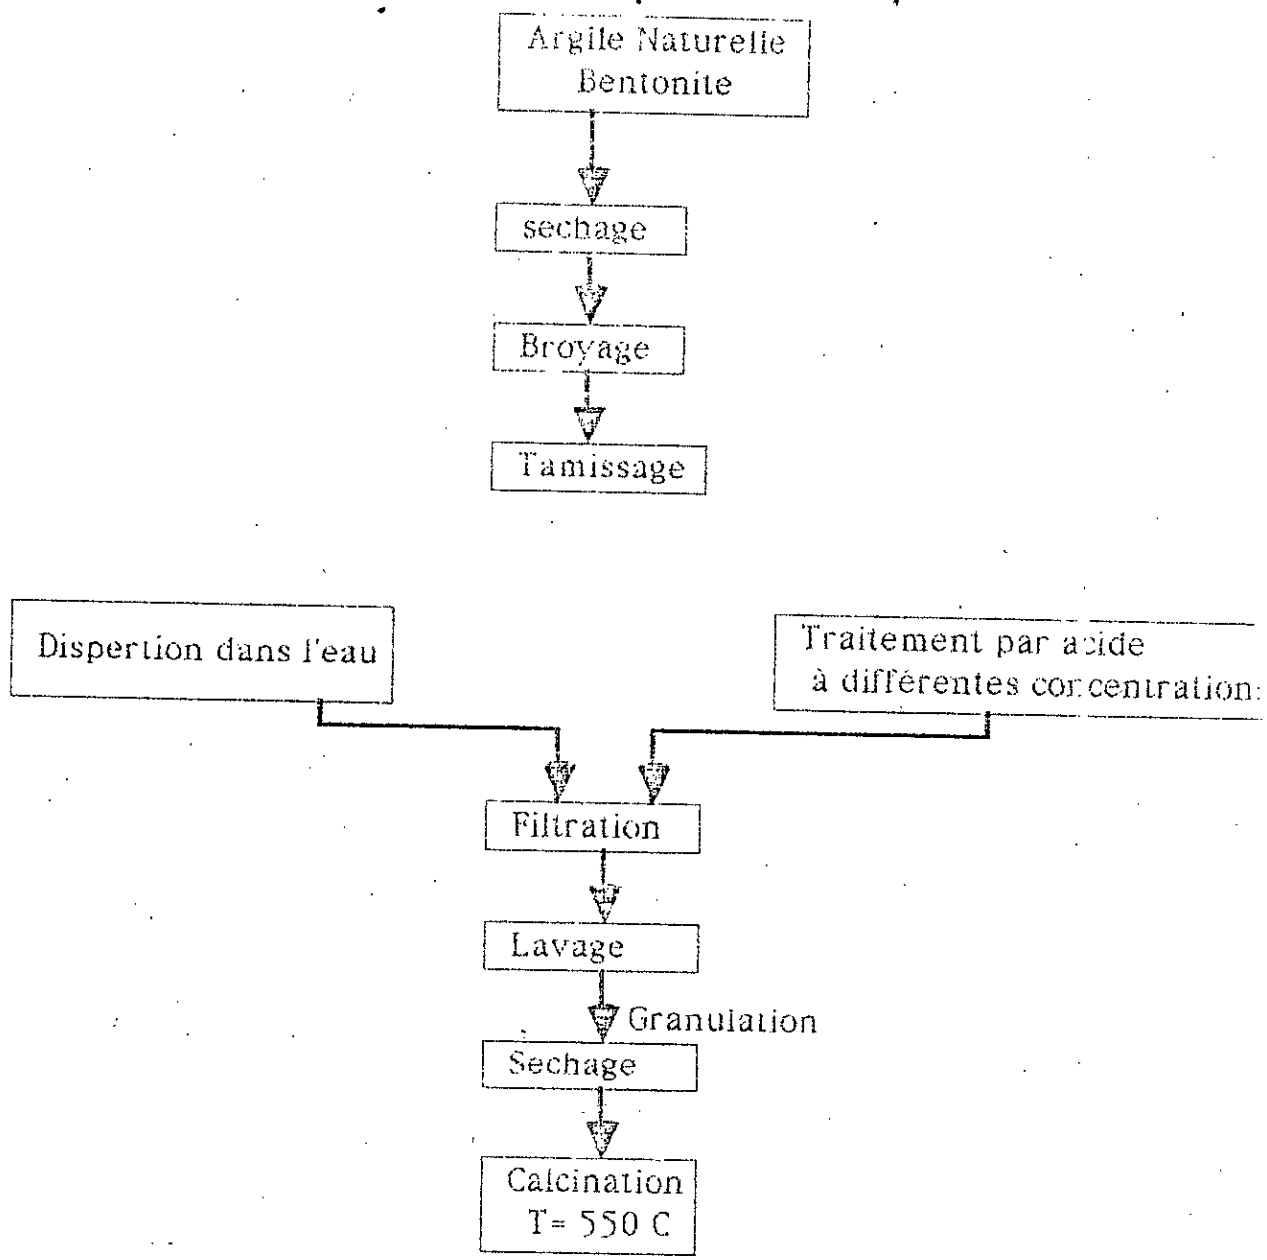 Argile Naturelle
Bentonite
sechage
Broyage
Tamissage
Dispertion dans l'eau
Traitement par acide
à différentes concentration
Filtration
Lavage
Granulation
Sechage
Calcination
T= 550 C